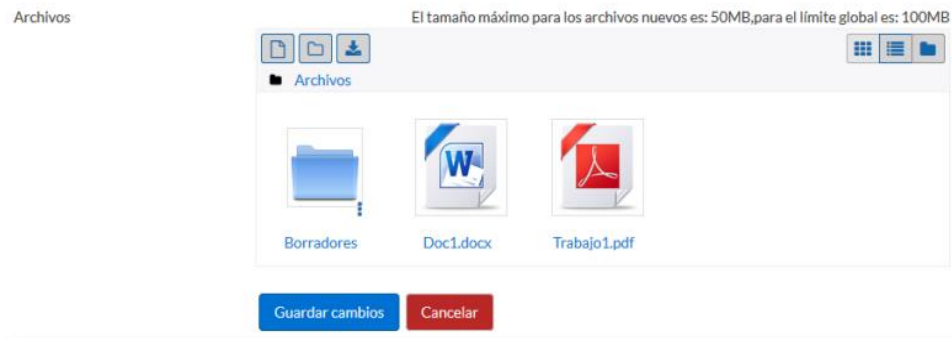 Archivos
El tamaño máximo para los archivos nuevos es: 50MB,para el límite global es: 100MB
Archivos
W
Borradores Doc1.docx Trabajo1.pdf
Guardar cambios Cancelar